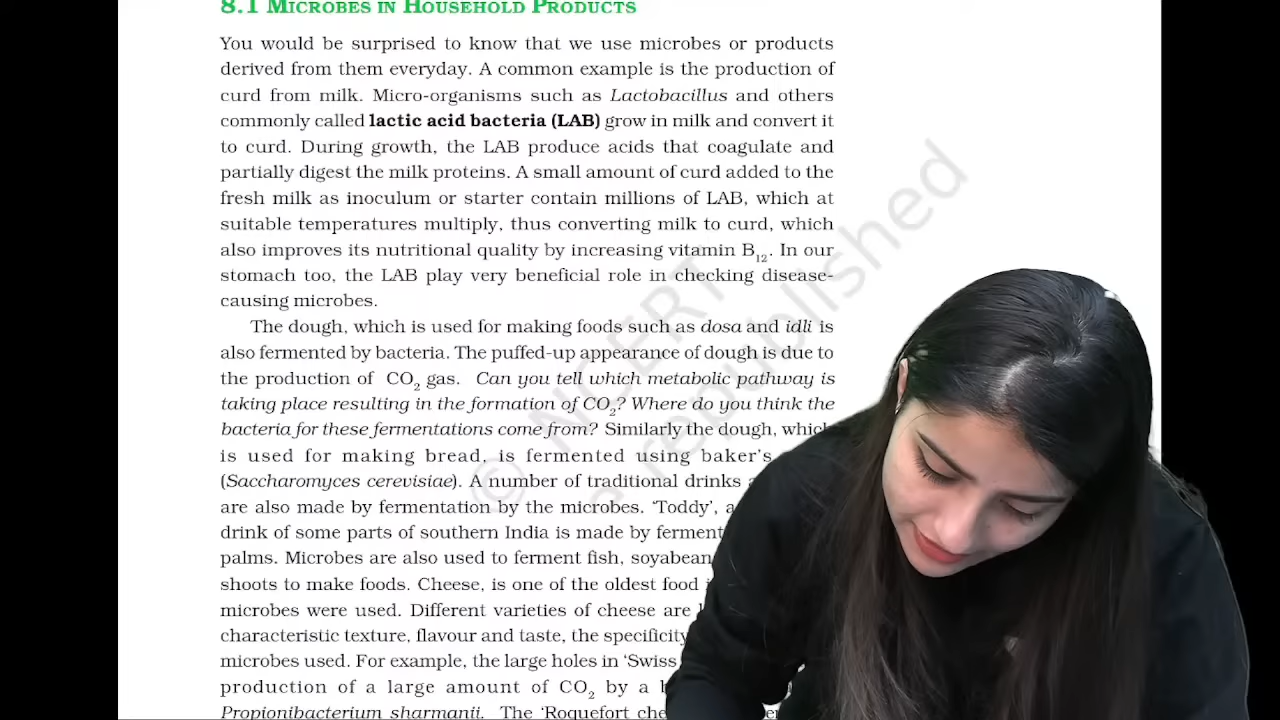 8.1 MICROBES IN HOUSEHOLD PRODUCTS
You would be surprised to know that we use microbes or products
derived from them everyday. A common example is the production of
curd from milk. Micro-organisms such as Lactobacillus and others
commonly called lactic acid bacteria (LAB) grow in milk and convert it
to curd. During growth, the LAB produce acids that coagulate and
partially digest the milk proteins. A small amount of curd added to the
fresh milk as inoculum or starter contain millions of LAB, which at
suitable temperatures multiply, thus converting milk to curd, which
also improves its nutritional quality by increasing vitamin B12. In our
stomach too, the LAB play very beneficial role in checking disease-
causing microbes.
The dough, which is used for making foods such as dosa and idli is
also fermented by bacteria. The puffed-up appearance of dough is due to
the production of CO2 gas. Can you tell which metabolic pathway is
taking place resulting in the formation of CO2? Where do you think the
bacteria for these fermentations come from? Similarly the dough, which
is used for making bread, is fermented using baker's
(Saccharomyces cerevisiae). A number of traditional drinks
are also made by fermentation by the microbes. 'Toddy', a
drink of some parts of southern India is made by ferment
palms. Microbes are also used to ferment fish, soyabean
shoots to make foods. Cheese, is one of the oldest food
microbes were used. Different varieties of cheese are
characteristic texture, flavour and taste, the specificity
microbes used. For example, the large holes in 'Swiss
production of a large amount of CO2 by a
Propionibacterium sharmanii. The 'Roquefort che
© NCERT
republished